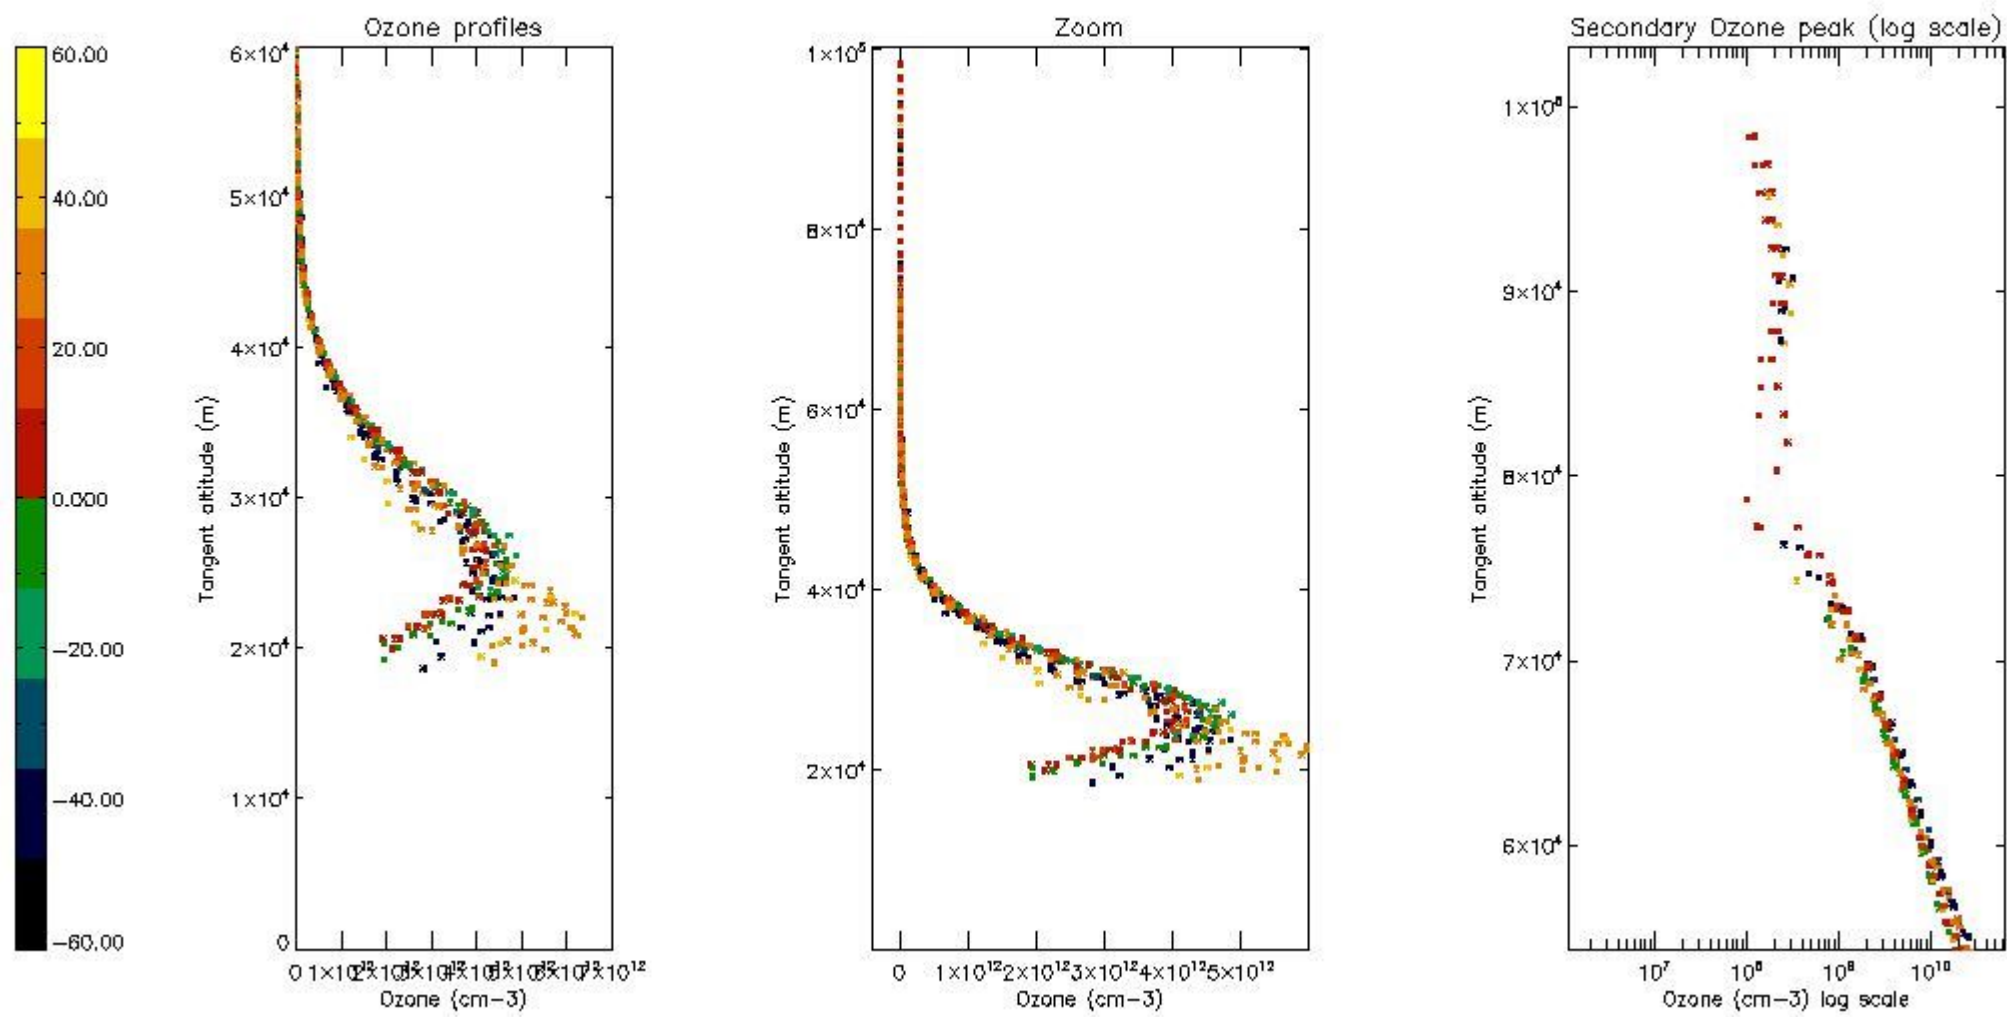 Ozone profiles
Zoom
Secondary Ozone peak (log scale)
60.00
40.00
20.00
0.000
−20.00
−40.00
−60.00
Tangent altitude (m)
6×10⁴
5×10⁴
4×10⁴
3×10⁴
2×10⁴
1×10⁴
0
0
7×10¹²
Ozone (cm−3)
Tangent altitude (m)
1×10⁵
8×10⁴
6×10⁴
4×10⁴
2×10⁴
0 1×10¹² 2×10¹² 3×10¹² 4×10¹² 5×10¹²
Ozone (cm−3)
Tangent altitude (m)
9×10⁴
8×10⁴
7×10⁴
6×10⁴
10⁷ 10⁸ 10⁹ 10¹⁰
Ozone (cm−3) log scale